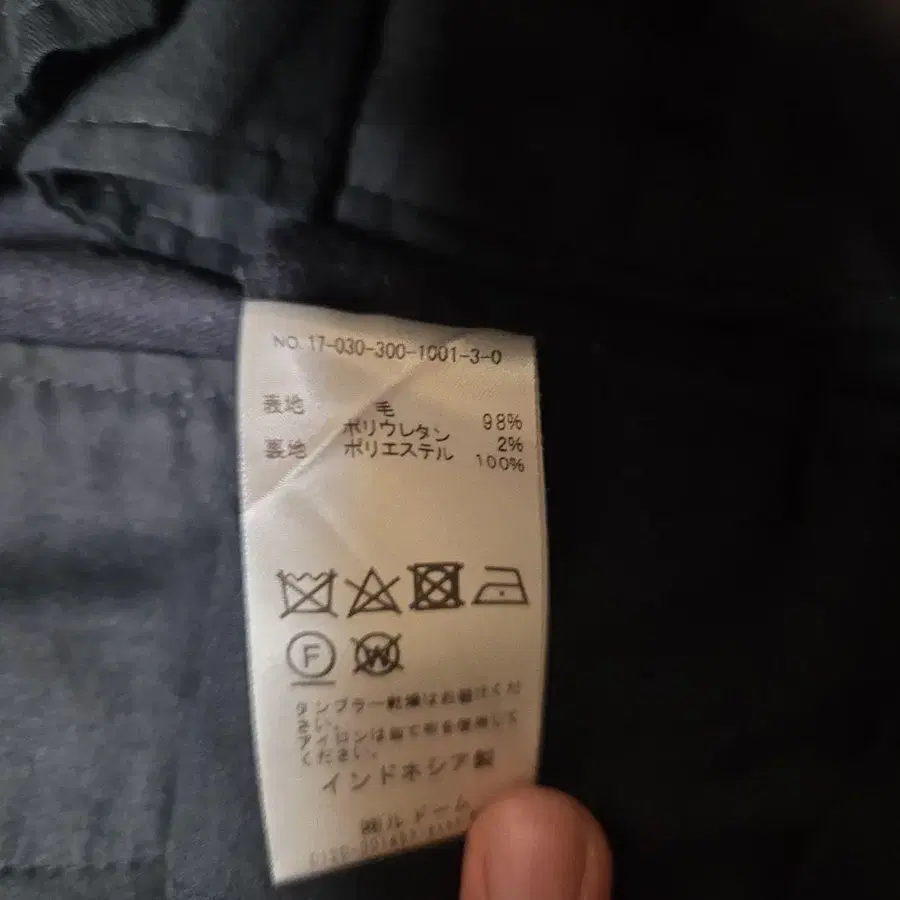 NO.17-030-300-1001-3-0
表地 毛 98%
ポリウレタン 2%
裏地 ポリエステル 100%
F
W
タンブラー乾燥はお避けくだ
さい。
アイロンは当て布を使用して
ください。
インドネシア製
㈱ルドーム